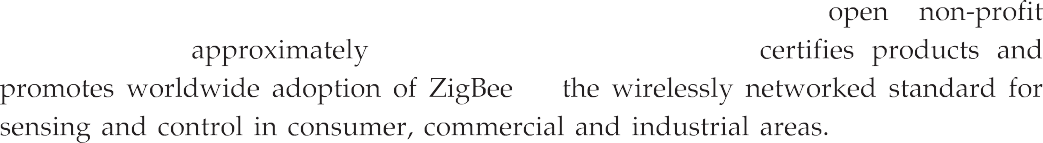 open non-profit
approximately certifies products and
promotes worldwide adoption of ZigBee the wirelessly networked standard for
sensing and control in consumer, commercial and industrial areas.